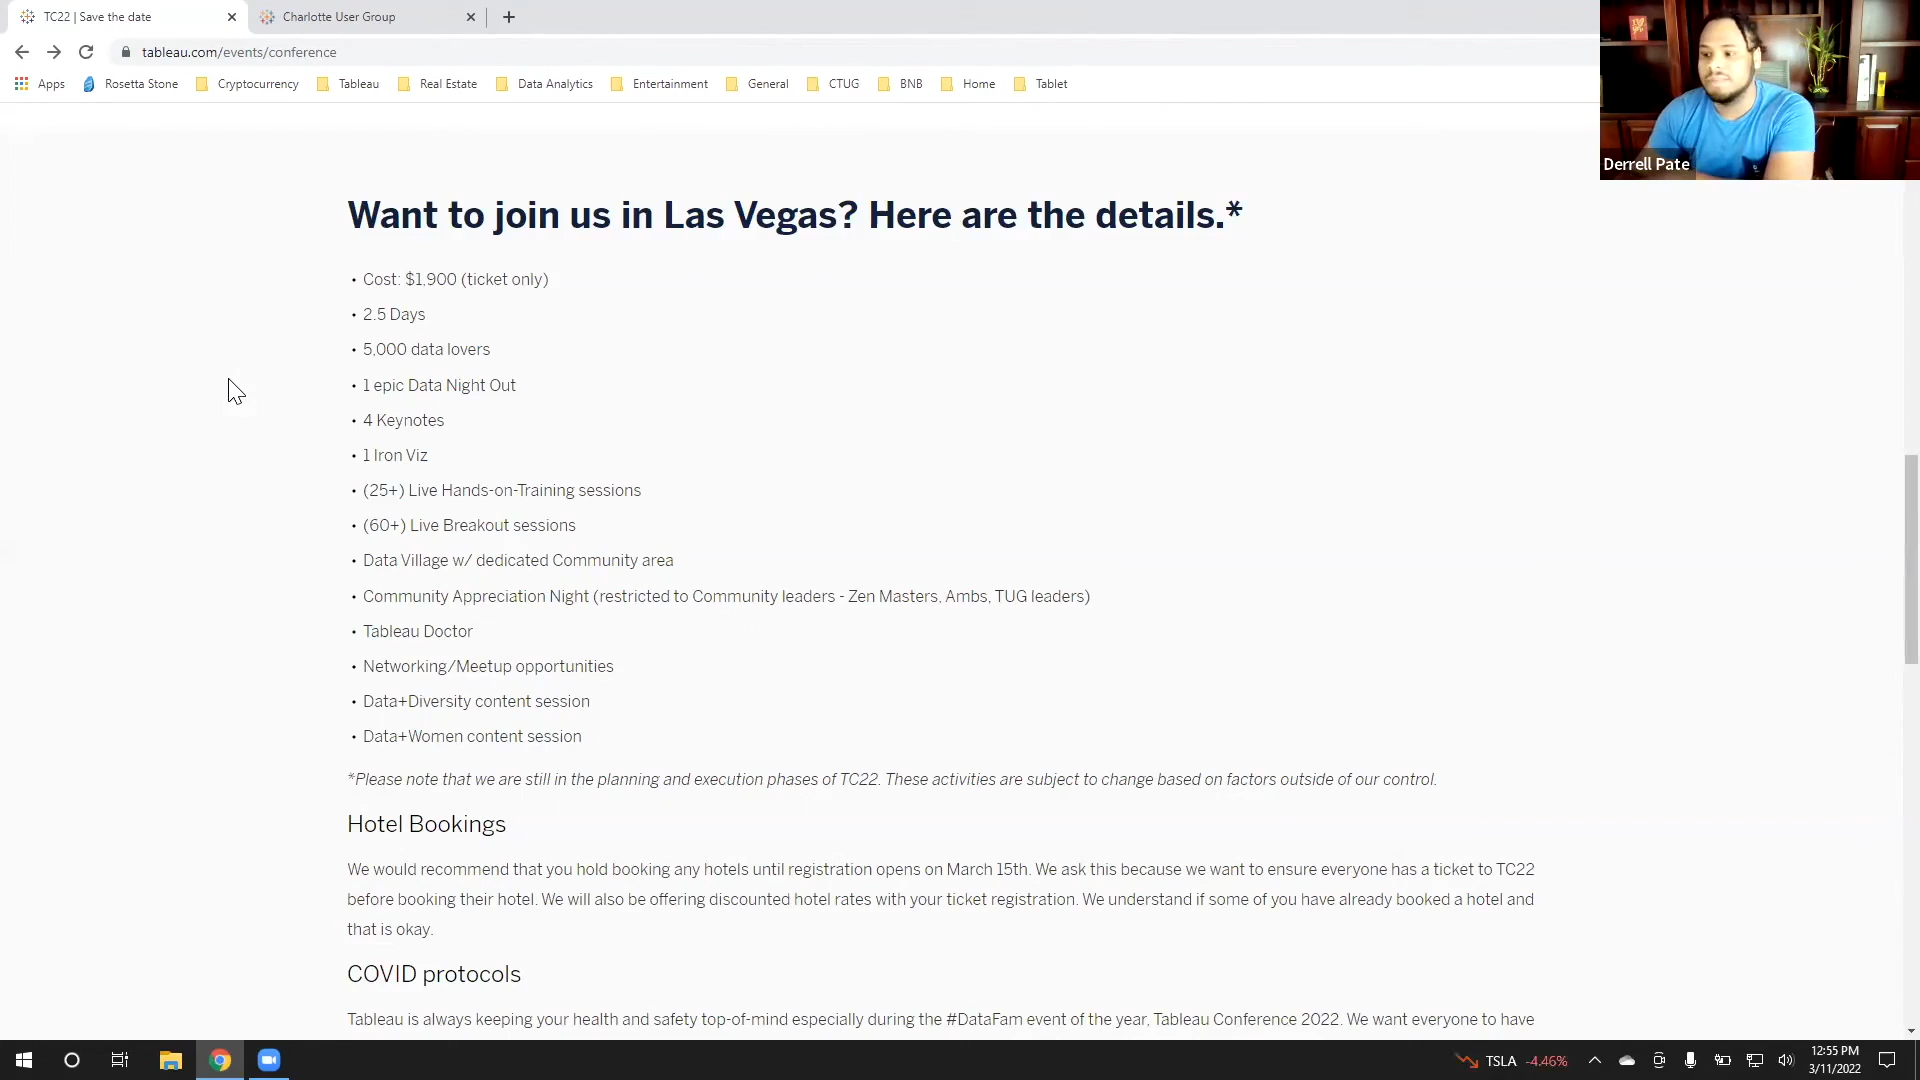 TC22 | Save the date
Charlotte User Group
tableau.com/events/conference
Apps Rosetta Stone Cryptocurrency Tableau Real Estate Data Analytics Entertainment General CTUG BNB Home Tablet
Derrell Pate
Want to join us in Las Vegas? Here are the details.*
• Cost: $1,900 (ticket only)
• 2.5 Days
• 5,000 data lovers
• 1 epic Data Night Out
• 4 Keynotes
• 1 Iron Viz
• (25+) Live Hands-on-Training sessions
• (60+) Live Breakout sessions
• Data Village w/ dedicated Community area
• Community Appreciation Night (restricted to Community leaders - Zen Masters, Ambs, TUG leaders)
• Tableau Doctor
• Networking/Meetup opportunities
• Data+Diversity content session
• Data+Women content session
*Please note that we are still in the planning and execution phases of TC22. These activities are subject to change based on factors outside of our control.
Hotel Bookings
We would recommend that you hold booking any hotels until registration opens on March 15th. We ask this because we want to ensure everyone has a ticket to TC22
before booking their hotel. We will also be offering discounted hotel rates with your ticket registration. We understand if some of you have already booked a hotel and
that is okay.
COVID protocols
Tableau is always keeping your health and safety top-of-mind especially during the #DataFam event of the year, Tableau Conference 2022. We want everyone to have
TSLA -4.46%
12:55 PM
3/11/2022